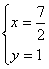 x = 7/2
y = 1